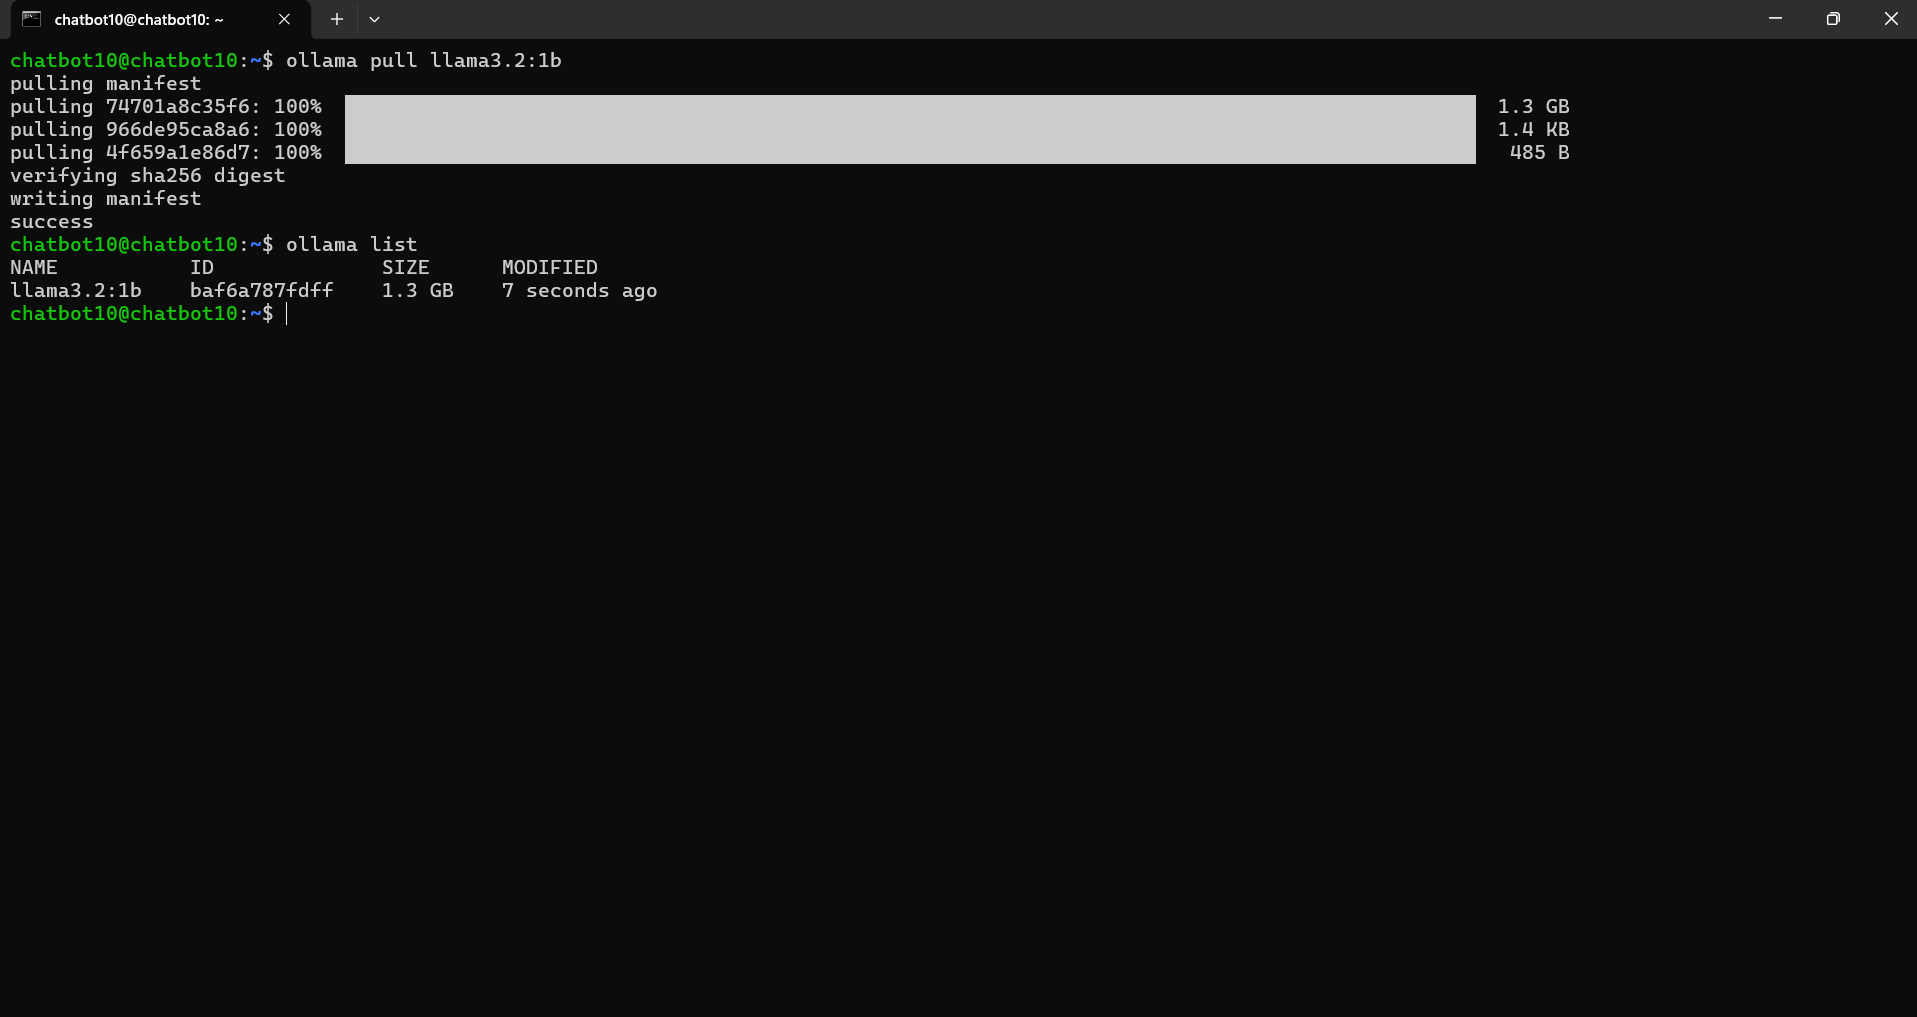 chatbot10@chatbot10: ~
chatbot10@chatbot10:~$ ollama pull llama3.2:1b
pulling manifest
pulling 74701a8c35f6: 100% 1.3 GB
pulling 966de95ca8a6: 100% 1.4 KB
pulling 4f659a1e86d7: 100% 485 B
verifying sha256 digest
writing manifest
success
chatbot10@chatbot10:~$ ollama list
NAME ID SIZE MODIFIED
llama3.2:1b baf6a787fdff 1.3 GB 7 seconds ago
chatbot10@chatbot10:~$